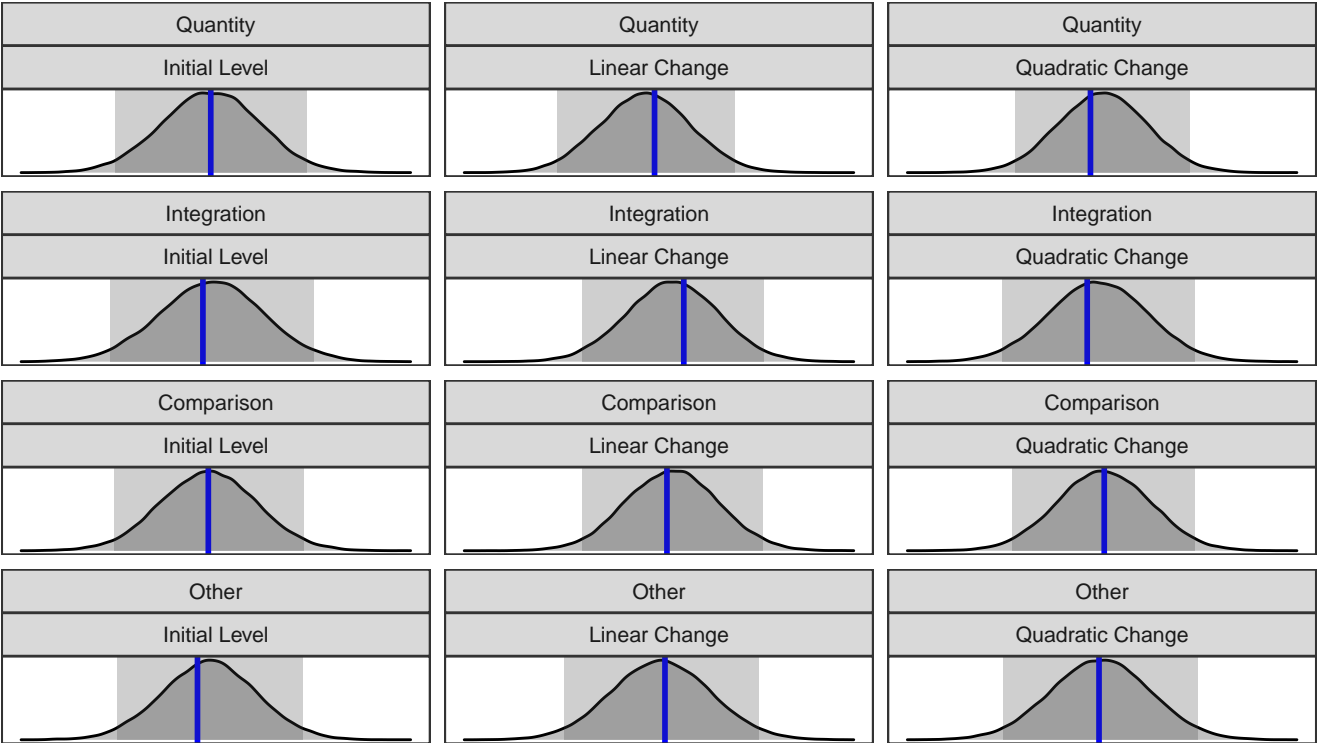 Quantity
Quantity
Quantity
Initial Level
Linear Change
Quadratic Change
Integration
Integration
Integration
Initial Level
Linear Change
Quadratic Change
Comparison
Comparison
Comparison
Initial Level
Linear Change
Quadratic Change
Other
Other
Other
Initial Level
Linear Change
Quadratic Change